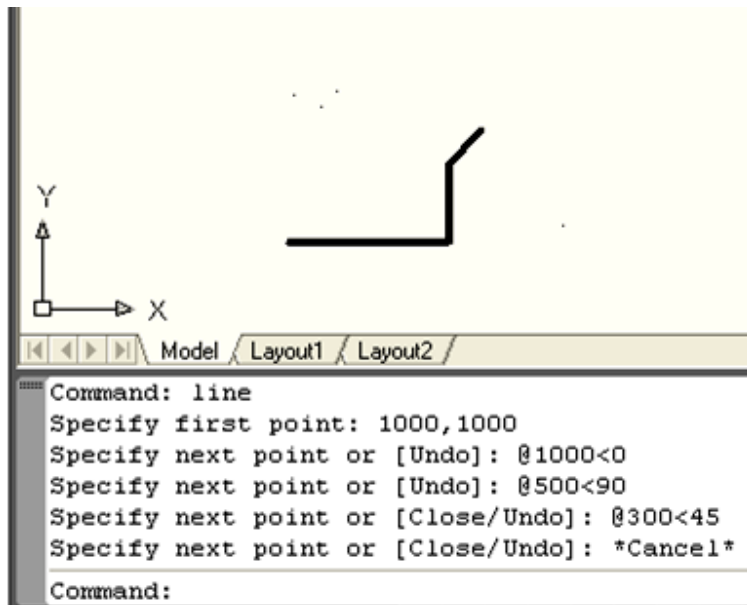 Y
X
Model Layout1 Layout2
Command: line
Specify first point: 1000,1000
Specify next point or [Undo]: @1000<0
Specify next point or [Undo]: @500<90
Specify next point or [Close/Undo]: @300<45
Specify next point or [Close/Undo]: *Cancel*
Command: